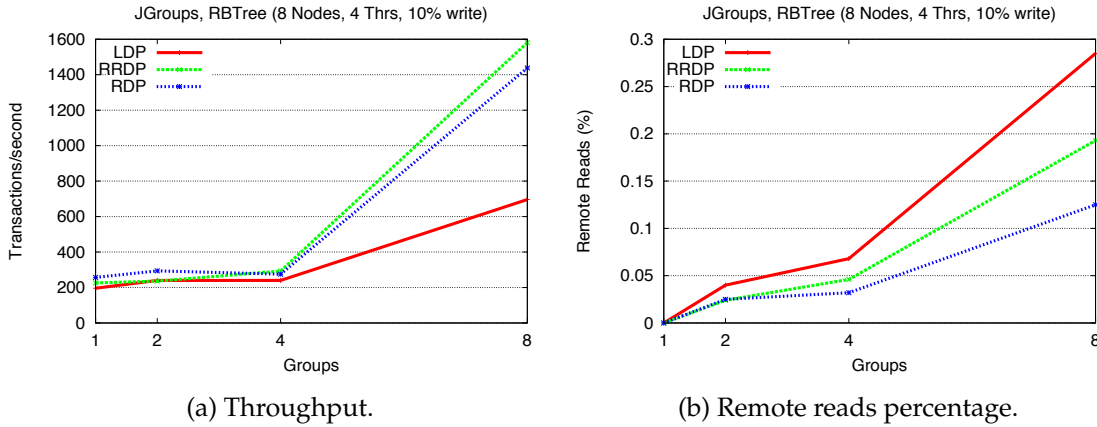 JGroups, RBTree (8 Nodes, 4 Thrs, 10% write)
1600
1400
1200
1000
800
600
400
200
0
Transactions/second
LDP
RRDP
RDP
1 2 4 8
Groups
(a) Throughput.
JGroups, RBTree (8 Nodes, 4 Thrs, 10% write)
0.3
0.25
0.2
0.15
0.1
0.05
0
Remote Reads (%)
LDP
RRDP
RDP
1 2 4 8
Groups
(b) Remote reads percentage.